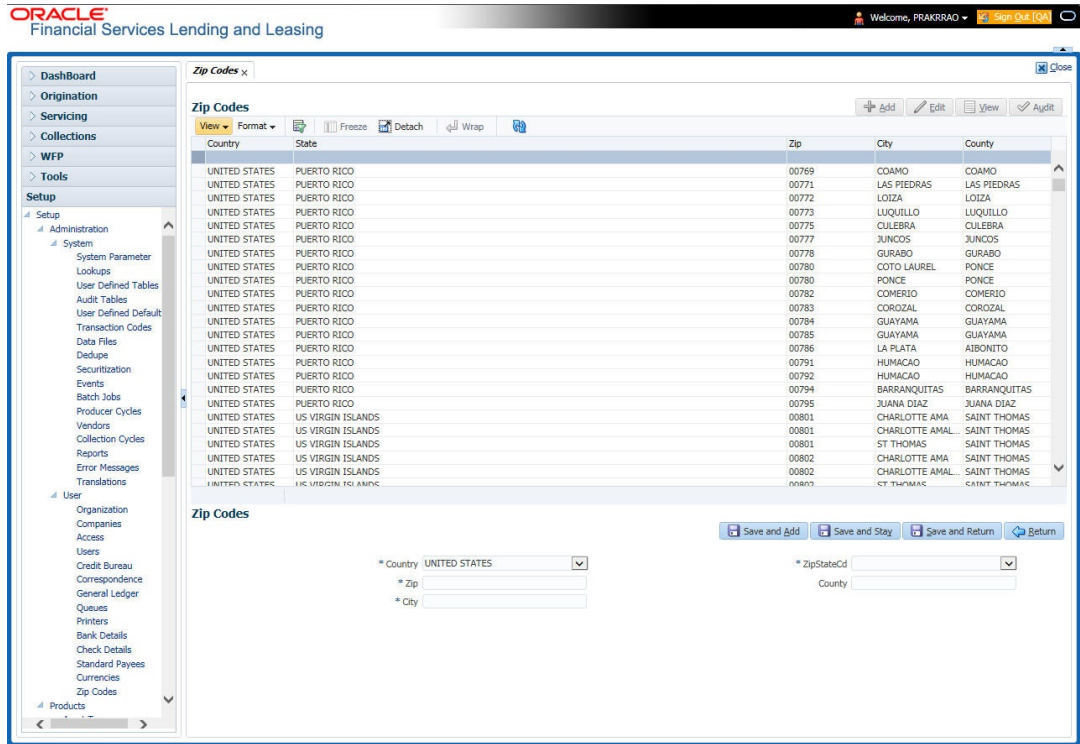 ORACLE
Financial Services Lending and Leasing
Welcome, PRAKRRAO
Sign Out [QA]
DashBoard
Origination
Servicing
Collections
WFP
Tools
Setup
Setup
Administration
System
System Parameter
Lookups
User Defined Tables
Audit Tables
User Defined Default
Transaction Codes
Data Files
Dedupe
Securitization
Events
Batch Jobs
Producer Cycles
Vendors
Collection Cycles
Reports
Error Messages
Translations
User
Organization
Companies
Access
Users
Credit Bureau
Correspondence
General Ledger
Queues
Printers
Bank Details
Check Details
Standard Payees
Currencies
Zip Codes
Products
Zip Codes x
Close
Zip Codes
Add Edit View Audit
View Format Freeze Detach Wrap
Country State Zip City County
UNITED STATES PUERTO RICO 00769 COAMO COAMO
UNITED STATES PUERTO RICO 00771 LAS PIEDRAS LAS PIEDRAS
UNITED STATES PUERTO RICO 00772 LOIZA LOIZA
UNITED STATES PUERTO RICO 00773 LUQUILLO LUQUILLO
UNITED STATES PUERTO RICO 00775 CULEBRA CULEBRA
UNITED STATES PUERTO RICO 00777 JUNCOS JUNCOS
UNITED STATES PUERTO RICO 00778 GURABO GURABO
UNITED STATES PUERTO RICO 00780 COTO LAUREL PONCE
UNITED STATES PUERTO RICO 00780 PONCE PONCE
UNITED STATES PUERTO RICO 00782 COMERIO COMERIO
UNITED STATES PUERTO RICO 00783 COROZAL COROZAL
UNITED STATES PUERTO RICO 00784 GUAYAMA GUAYAMA
UNITED STATES PUERTO RICO 00785 GUAYAMA GUAYAMA
UNITED STATES PUERTO RICO 00786 LA PLATA AIBONITO
UNITED STATES PUERTO RICO 00791 HUMACAO HUMACAO
UNITED STATES PUERTO RICO 00792 HUMACAO HUMACAO
UNITED STATES PUERTO RICO 00794 BARRANQUITAS BARRANQUITAS
UNITED STATES PUERTO RICO 00795 JUANA DIAZ JUANA DIAZ
UNITED STATES US VIRGIN ISLANDS 00801 CHARLOTTE AMA SAINT THOMAS
UNITED STATES US VIRGIN ISLANDS 00801 CHARLOTTE AMAL... SAINT THOMAS
UNITED STATES US VIRGIN ISLANDS 00801 ST THOMAS SAINT THOMAS
UNITED STATES US VIRGIN ISLANDS 00802 CHARLOTTE AMA SAINT THOMAS
UNITED STATES US VIRGIN ISLANDS 00802 CHARLOTTE AMAL... SAINT THOMAS
UNITED STATES US VIRGIN ISLANDS 00802 ST THOMAS SAINT THOMAS
Zip Codes
Save and Add Save and Stay Save and Return Return
* Country UNITED STATES
* ZipStateCd
* Zip
County
* City